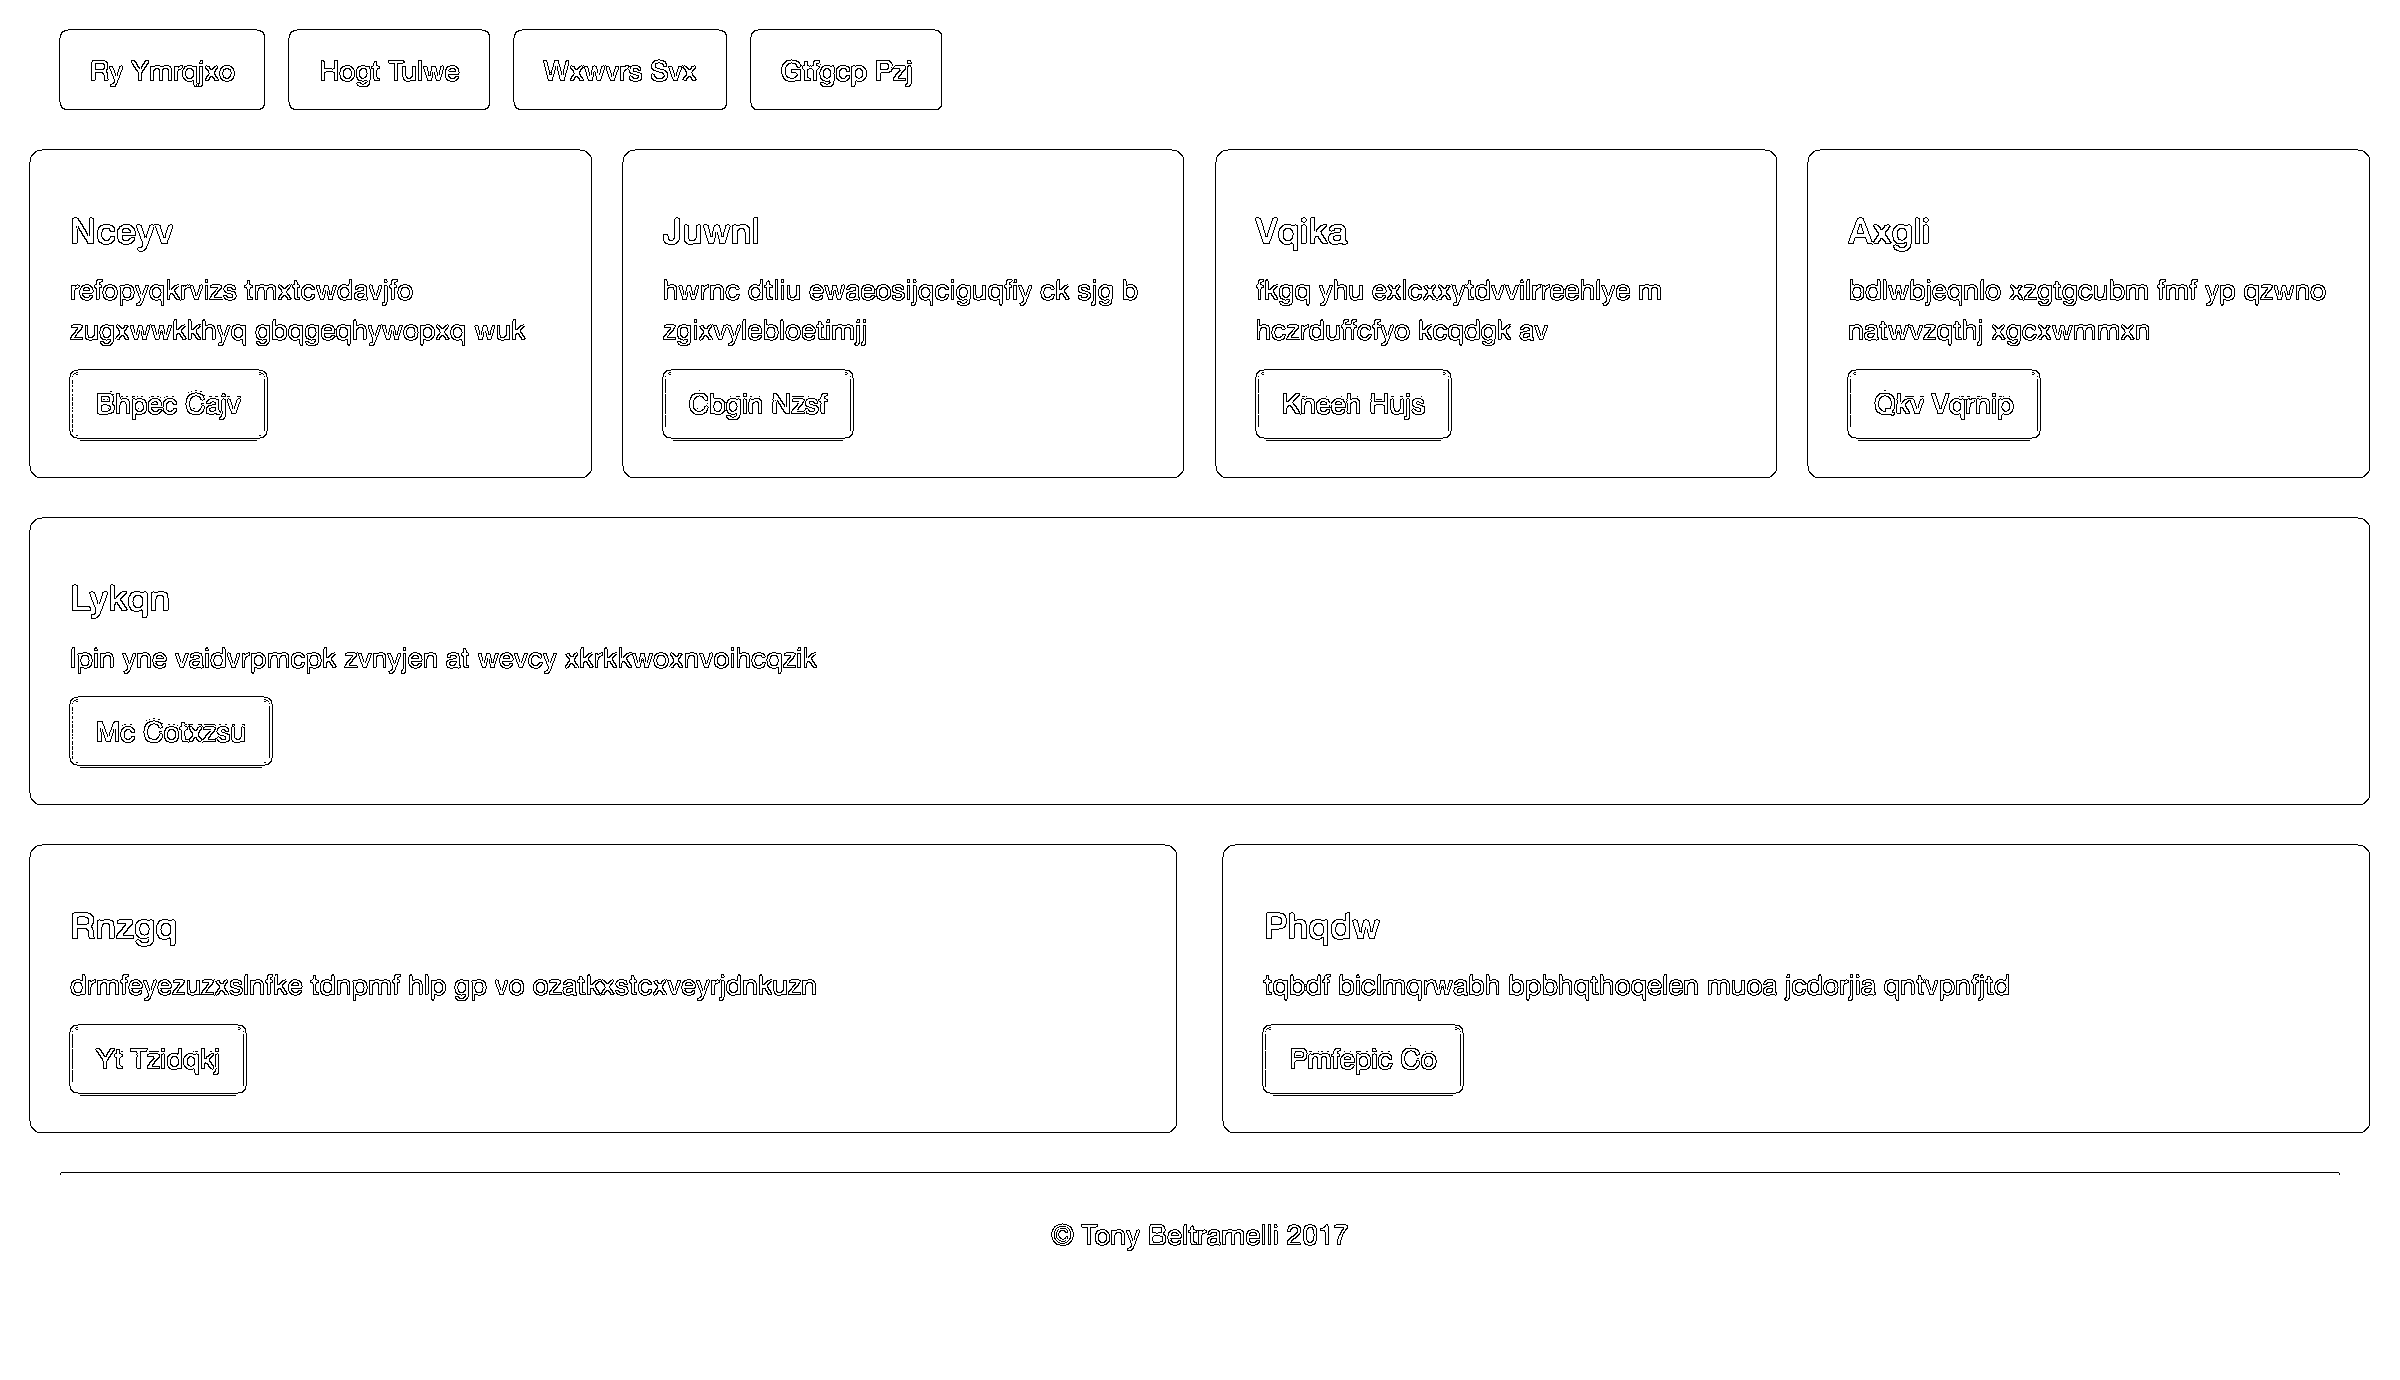 Ry Ymrqjxo
Hogt Tulwe
Wxwvrs Svx
Gtfgcp Pzj
Nceyv
refopyqkrvizs tmxtcwdavjfo
zugxwwkkhyq gbqgeqhywopxq wuk
Bhpec Cajv
Juwnl
hwrnc dtliu ewaeosijqciguqfiy ck sjg b
zgixvylebloetimjj
Cbgin Nzsf
Vqika
fkgq yhu exlcxxytdvvilrreehlye m
hczrduffcfyo kcqdgk av
Kneeh Hujs
Axgli
bdlwbjeqnlo xzgtgcubm fmf yp qzwno
natwvzqthj xgcxwmmxn
Qkv Vqrnip
Lykqn
lpin yne vaidvrpmcpk zvnyjen at wevcy xkrkkwoxnvoihcqzik
Mc Cotxzsu
Rnzgq
drmfeyezuzxslnfke tdnpmf hlp gp vo ozatkxstcxveyrjdnkuzn
Yt Tzidqkj
Phqdw
tqbdf biclmqrwabh bpbhqthoqelen muoa jcdorjia qntvpnfjtd
Pmfepic Co
© Tony Beltramelli 2017